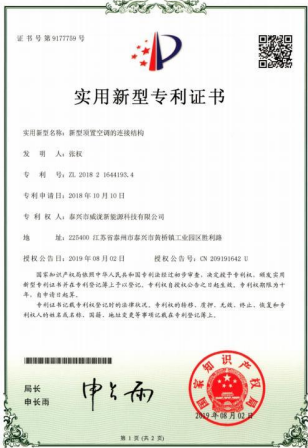 证书号第9177759号
实用新型专利证书
实用新型名称：新型顶置空调的连接结构
发 明 人：张权
专 利 号：ZL 2018 2 1644193.4
专利申请日：2018年10月10日
专 利 权 人：泰兴市威泷新能源科技有限公司
地 址：225400 江苏省泰州市泰兴市黄桥镇工业园区胜利路
授权公告日：2019年08月02日 授权公告号：CN 209191642 U
国家知识产权局依照中华人民共和国专利法经过初步审查，决定授予专利权，颁发实用
新型专利证书并在专利登记簿上予以登记。专利权自授权公告之日起生效。专利权期限为十
年，自申请日起算。
专利证书记载专利权登记时的法律状况。专利权的转移、质押、无效、终止、恢复和专
利权人的姓名或名称、国籍、地址变更等事项记载在专利登记簿上。
局长
申长雨
申长雨
国家知识产权局
2019年08月02日
第 1 页 (共 2 页)